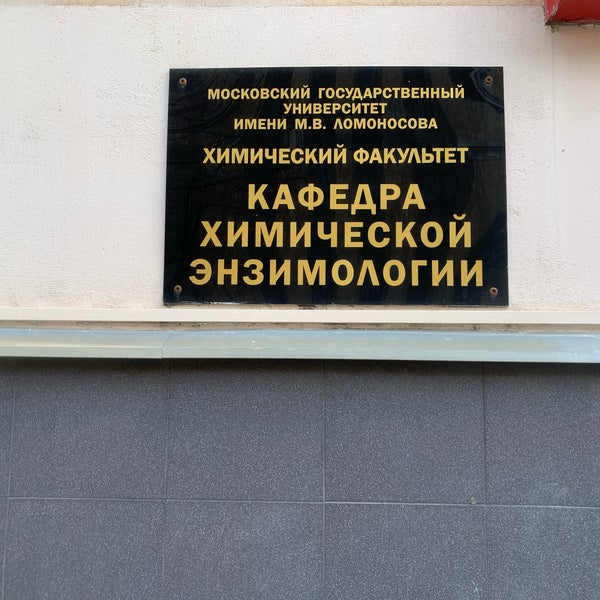 МОСКОВСКИЙ ГОСУДАРСТВЕННЫЙ
УНИВЕРСИТЕТ
ИМЕНИ М.В. ЛОМОНОСОВА
ХИМИЧЕСКИЙ ФАКУЛЬТЕТ
КАФЕДРА
ХИМИЧЕСКОЙ
ЭНЗИМОЛОГИИ